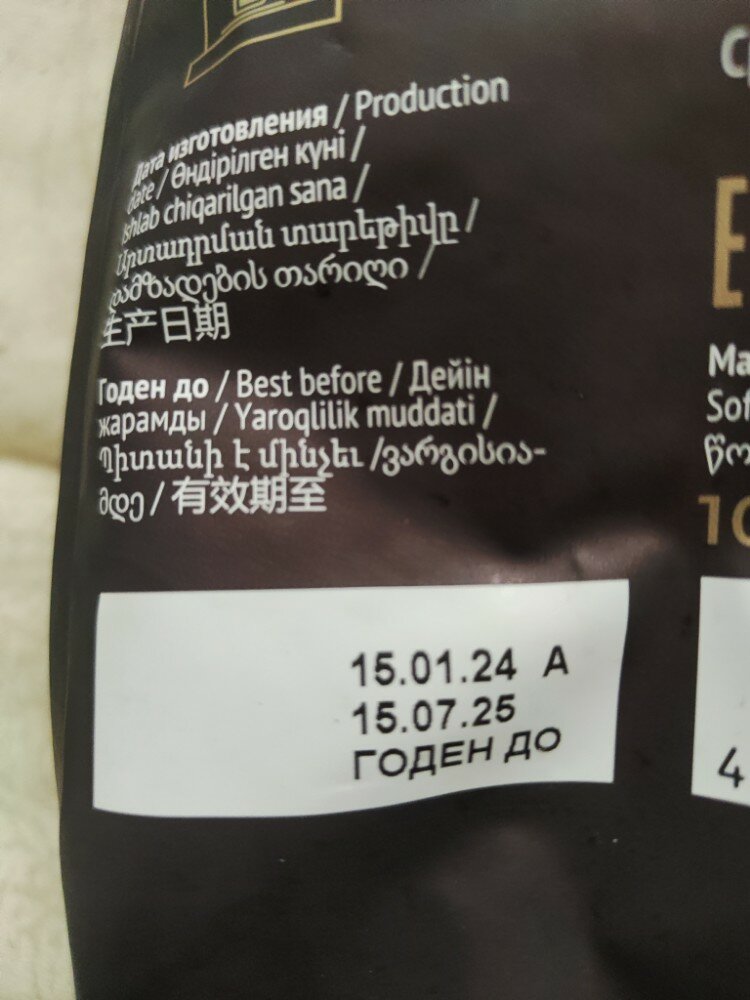 Дата изготовления / Production
date / Өндірілген күні /
Ishlab chiqarilgan sana /
Արտադրման տարեթիվը /
დამზადების თარიღი /
生产日期
Годен до / Best before / Дейін
жарамды / Yaroqlilik muddati /
Պիտանի է մինչեւ /ვარგისია-
მდე / 有效期至
15.01.24 A
15.07.25
ГОДЕН ДО
4